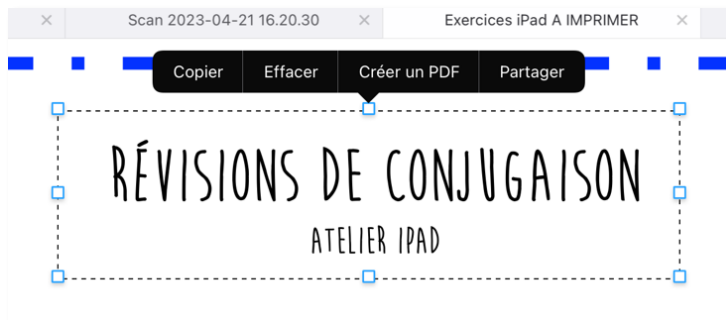 Scan 2023-04-21 16.20.30 Exercices iPad A IMPRIMER
Copier Effacer Créer un PDF Partager
RÉVISIONS DE CONJUGAISON
ATELIER IPAD